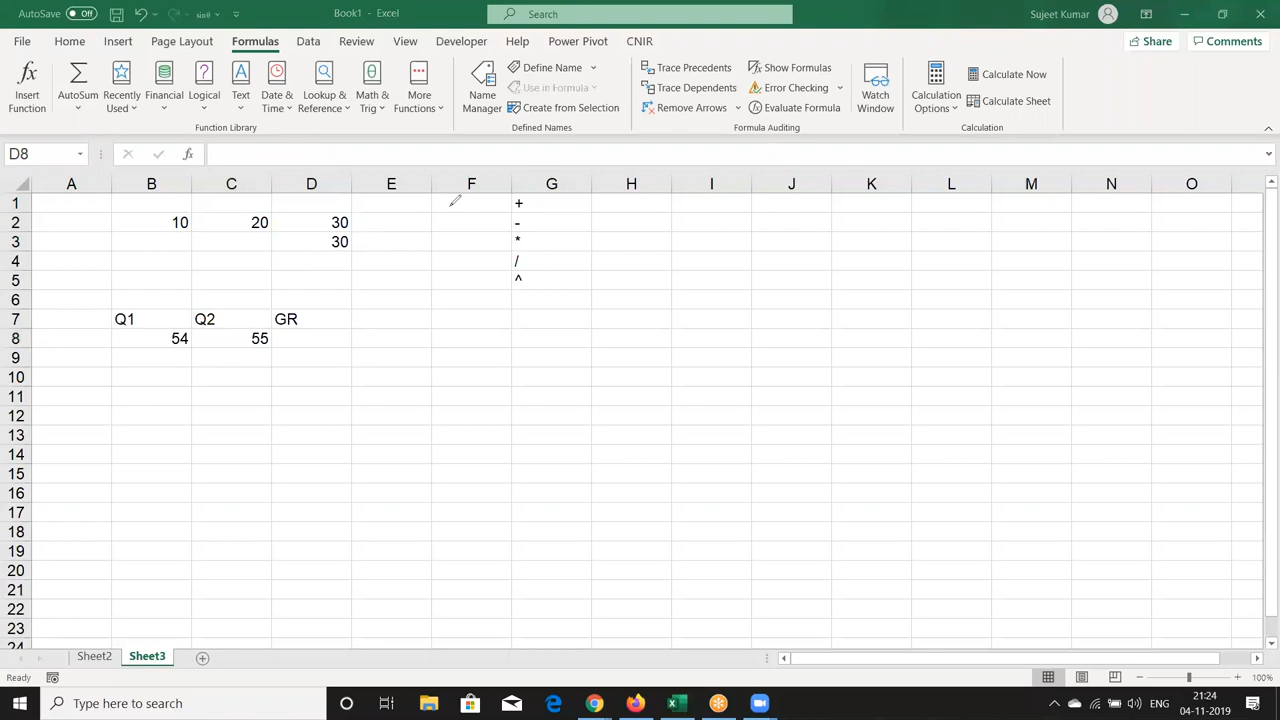 AutoSave Off sin0 Book1 - Excel Search Sujeet Kumar
File Home Insert Page Layout Formulas Data Review View Developer Help Power Pivot CNIR Share Comments
Insert Function AutoSum Recently Used Financial Logical Text Date & Time Lookup & Reference Math & Trig More Functions
Function Library
Name Manager Define Name Use in Formula Create from Selection
Defined Names
Trace Precedents Trace Dependents Remove Arrows Show Formulas Error Checking Evaluate Formula Watch Window
Formula Auditing
Calculation Options Calculate Now Calculate Sheet
Calculation
D8 fx
A B C D E F G H I J K L M N O
1 +
2 10 20 30 -
3 30 *
4 /
5 ^
6
7 Q1 Q2 GR
8 54 55
9
10
11
12
13
14
15
16
17
18
19
20
21
22
23
24
Sheet2 Sheet3
Ready 100%
Type here to search ENG 21:24
04-11-2019